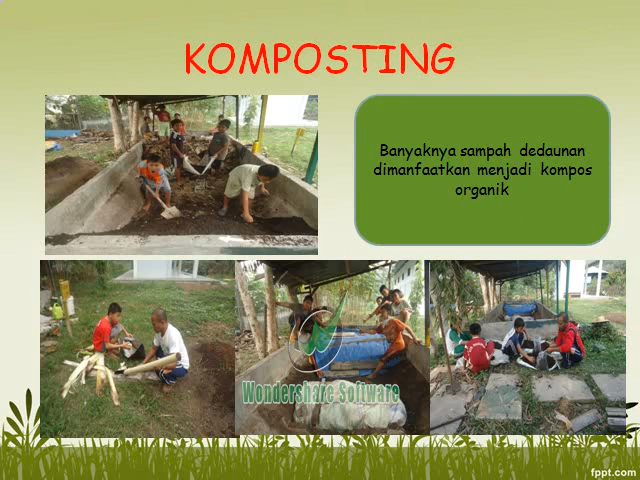 KOMPOSTING
Banyaknya sampah dedaunan
dimanfaatkan menjadi kompos
organik
Wondershare Software
fppt.com